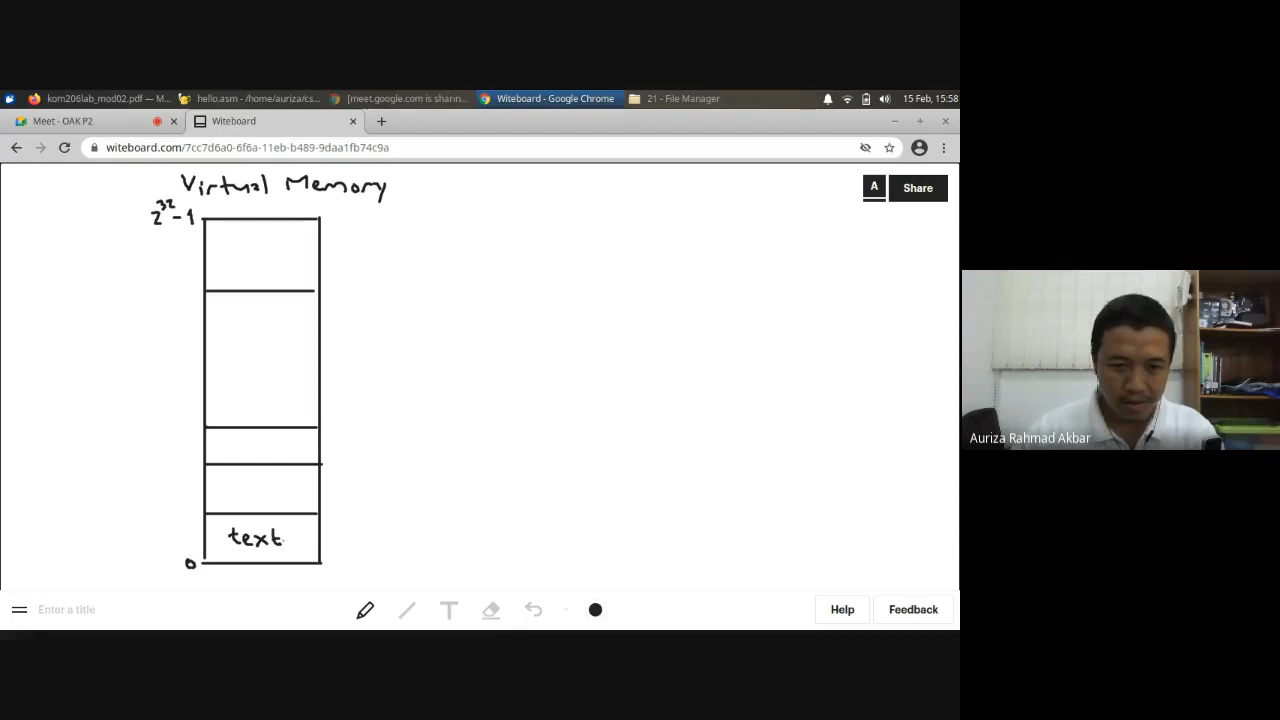 kom206lab_mod02.pdf — M...
hello.asm - /home/auriza/cs...
[meet.google.com is sharin...
Witeboard - Google Chrome
21 - File Manager
15 Feb, 15:58
Meet - OAK P2
Witeboard
witeboard.com/7cc7d6a0-6f6a-11eb-b489-9daa1fb74c9a
Virtual Memory
A
Share
2³² - 1
text
0
Auriza Rahmad Akbar
Enter a title
T
Help
Feedback